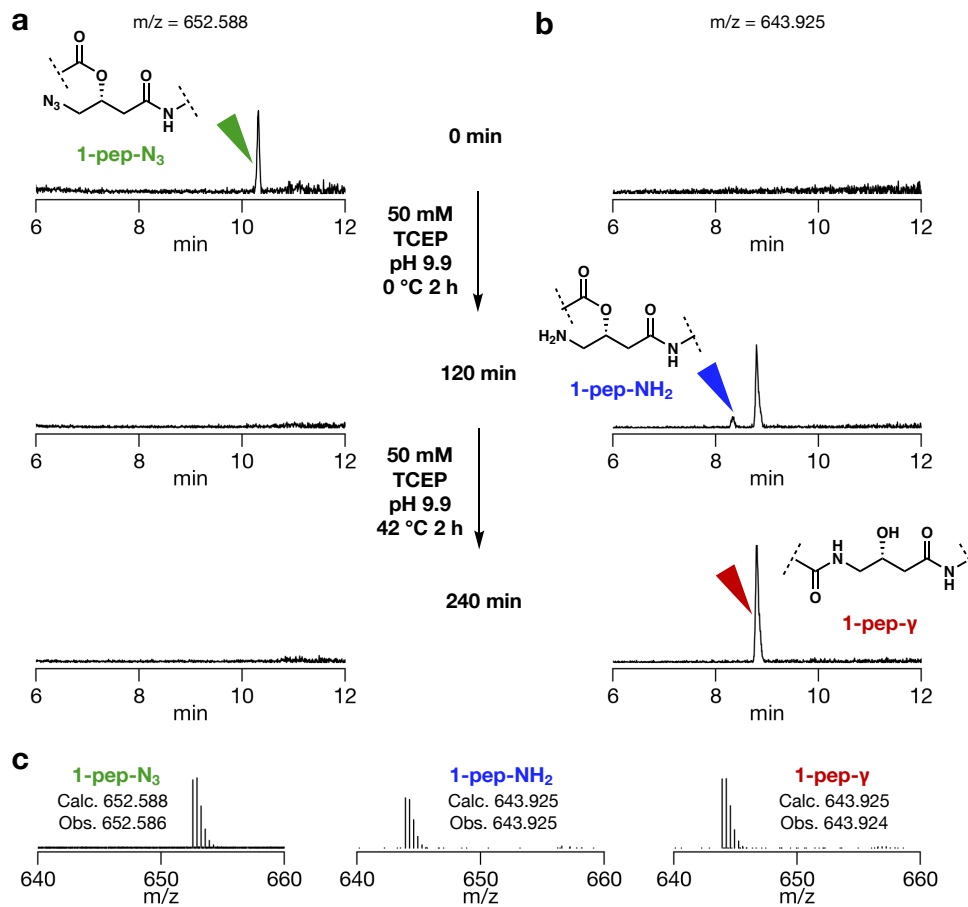 a
m/z = 652.588
O
O
O
N3
N
H
1-pep-N3
6 8 10 12
min
0 min
b
m/z = 643.925
6 8 10 12
min
50 mM
TCEP
pH 9.9
0 °C 2 h
6 8 10 12
min
120 min
O
O
O
H2N
N
H
1-pep-NH2
6 8 10 12
min
50 mM
TCEP
pH 9.9
42 °C 2 h
6 8 10 12
min
240 min
OH
O
H
N
N
H
O
1-pep-γ
6 8 10 12
min
c
1-pep-N3
Calc. 652.588
Obs. 652.586
640 650 660
m/z
1-pep-NH2
Calc. 643.925
Obs. 643.925
640 650 660
m/z
1-pep-γ
Calc. 643.925
Obs. 643.924
640 650 660
m/z